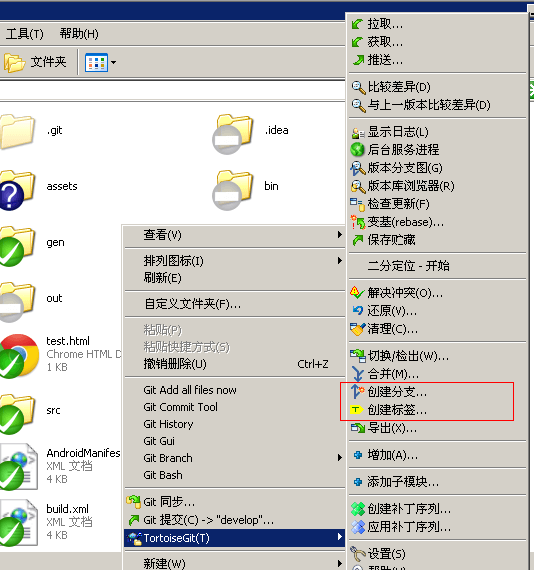 工具(T) 帮助(H)
文件夹
.git
.idea
assets
bin
gen
out
test.html
Chrome HTML D
1 KB
src
AndroidManifes
XML 文档
4 KB
build.xml
XML 文档
4 KB
查看(V)
排列图标(I)
刷新(E)
自定义文件夹(F)...
粘贴(P)
粘贴快捷方式(S)
撤销删除(U) Ctrl+Z
Git Add all files now
Git Commit Tool
Git History
Git Gui
Git Branch
Git Bash
Git 同步...
Git 提交(C) -> "develop"...
TortoiseGit(T)
新建(W)
拉取...
获取...
推送...
比较差异(D)
与上一版本比较差异(D)
显示日志(L)
后台服务进程
版本分支图(G)
版本库浏览器(R)
检查更新(F)
变基(rebase)...
保存贮藏
二分定位 - 开始
解决冲突(O)...
还原(V)...
清理(C)...
切换/检出(W)...
合并(M)...
创建分支...
创建标签...
导出(X)...
增加(A)...
添加子模块...
创建补丁序列...
应用补丁序列...
设置(S)
帮助(H)